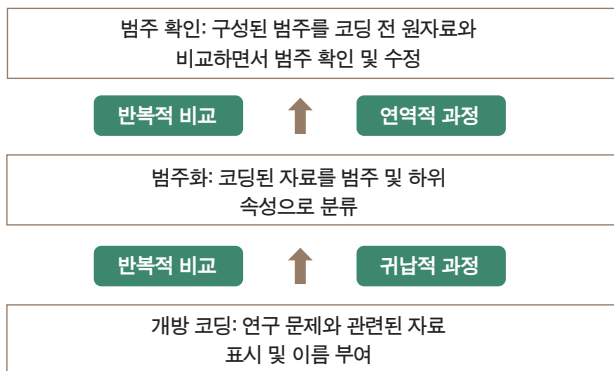 범주 확인: 구성된 범주를 코딩 전 원자료와
비교하면서 범주 확인 및 수정
반복적 비교
연역적 과정
범주화: 코딩된 자료를 범주 및 하위
속성으로 분류
반복적 비교
귀납적 과정
개방 코딩: 연구 문제와 관련된 자료
표시 및 이름 부여